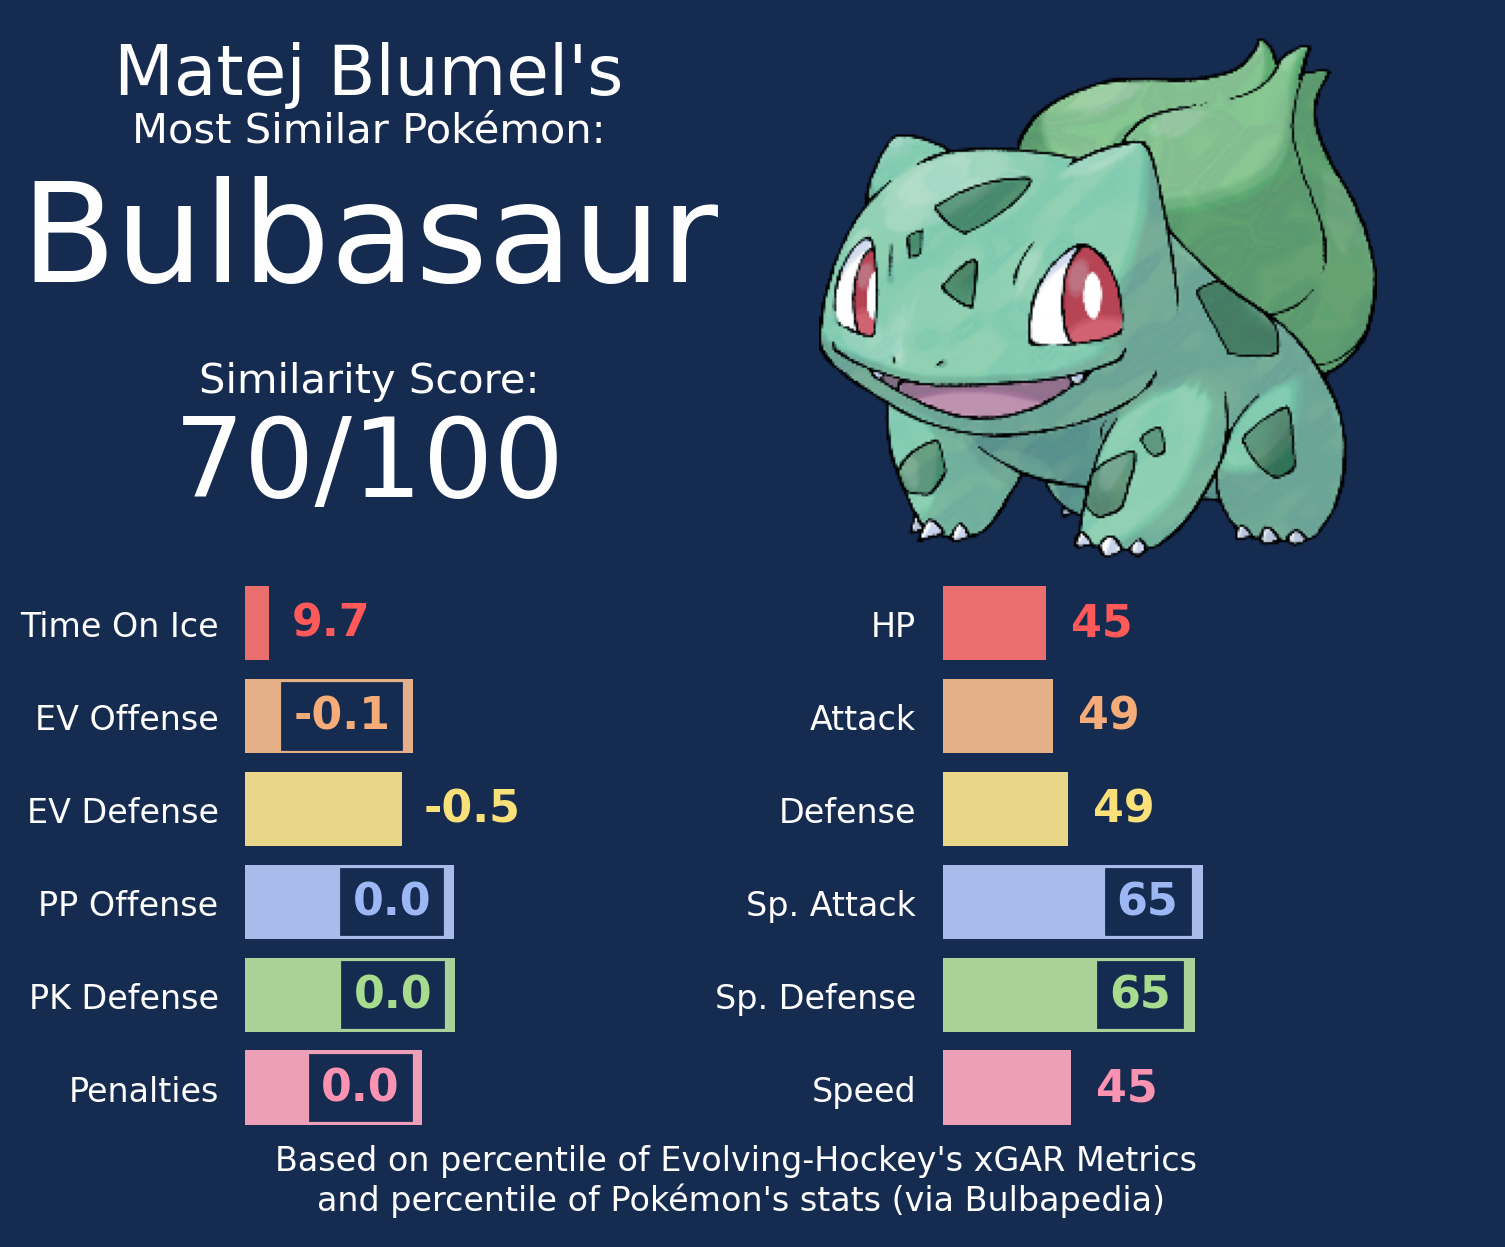 Matej Blumel's
Most Similar Pokémon:
Bulbasaur
Similarity Score:
70/100
Time On Ice 9.7
EV Offense -0.1
EV Defense -0.5
PP Offense 0.0
PK Defense 0.0
Penalties 0.0
HP 45
Attack 49
Defense 49
Sp. Attack 65
Sp. Defense 65
Speed 45
Based on percentile of Evolving-Hockey's xGAR Metrics
and percentile of Pokémon's stats (via Bulbapedia)